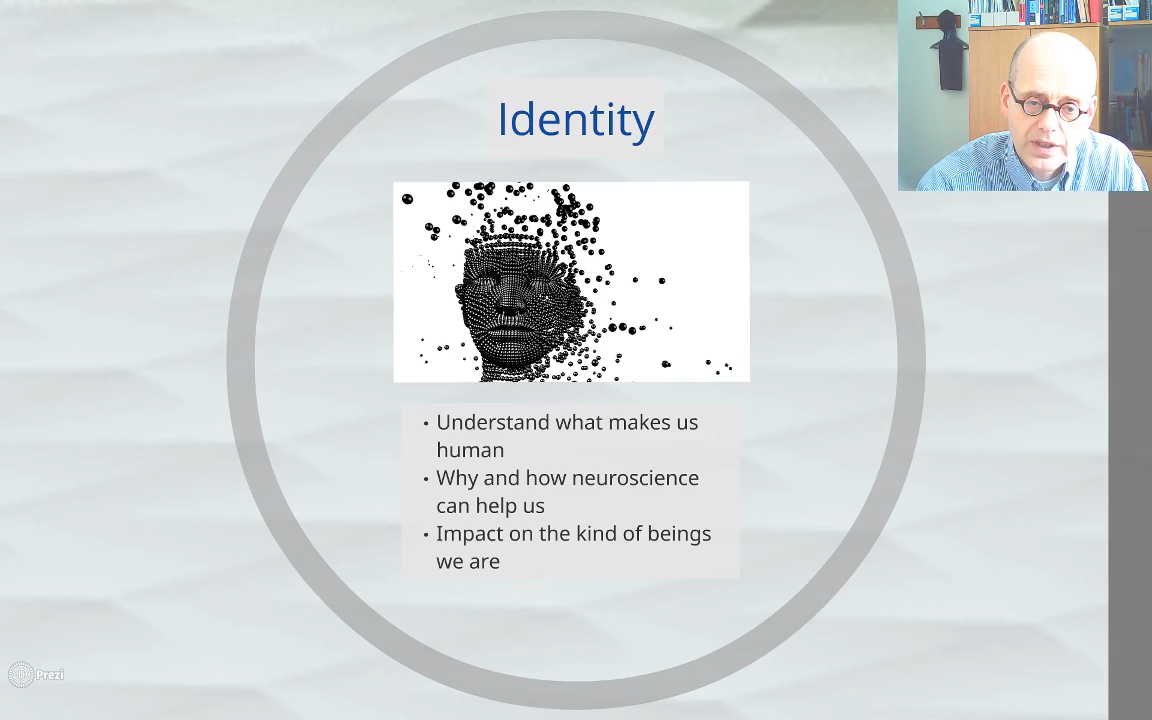 Identity
• Understand what makes us
human
• Why and how neuroscience
can help us
• Impact on the kind of beings
we are
Prezi